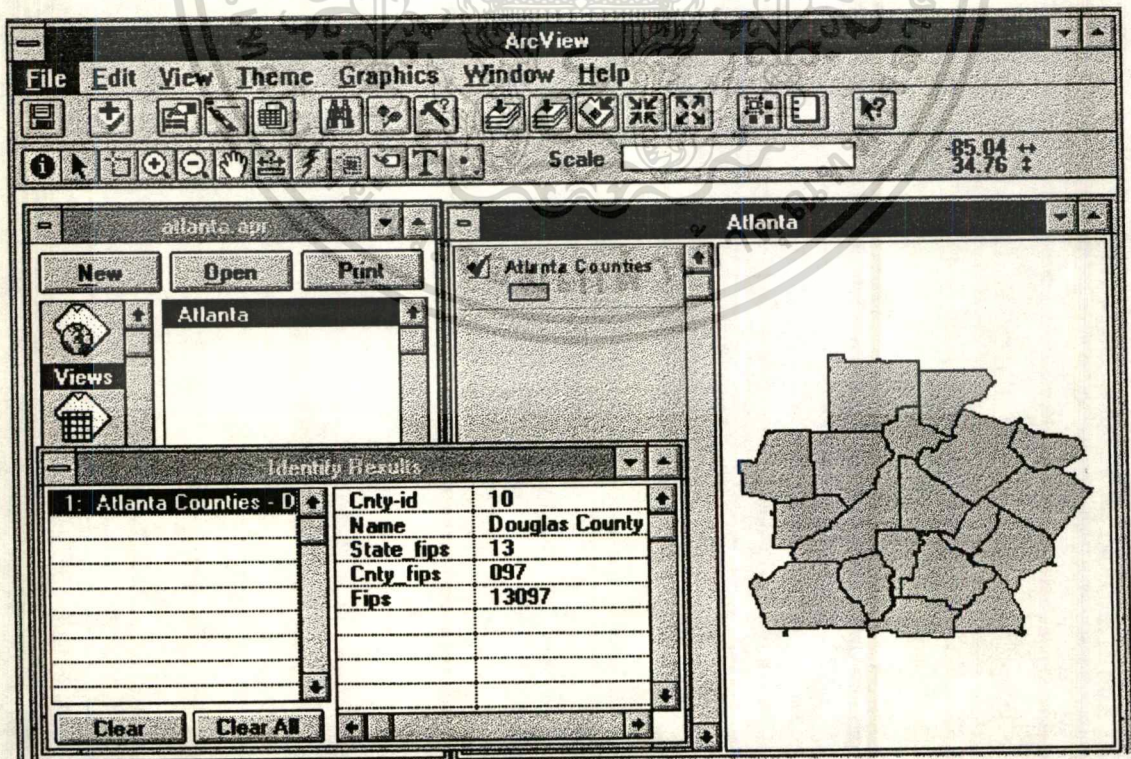 ArcView
File Edit View Theme Graphics Window Help
Scale
-85.04
34.76
atlanta.apr
New Open Print
Atlanta
Views
Atlanta
Atlanta Counties
Identify Results
1: Atlanta Counties - D
Cnty-id 10
Name Douglas County
State_fips 13
Cnty_fips 097
Fips 13097
Clear Clear All